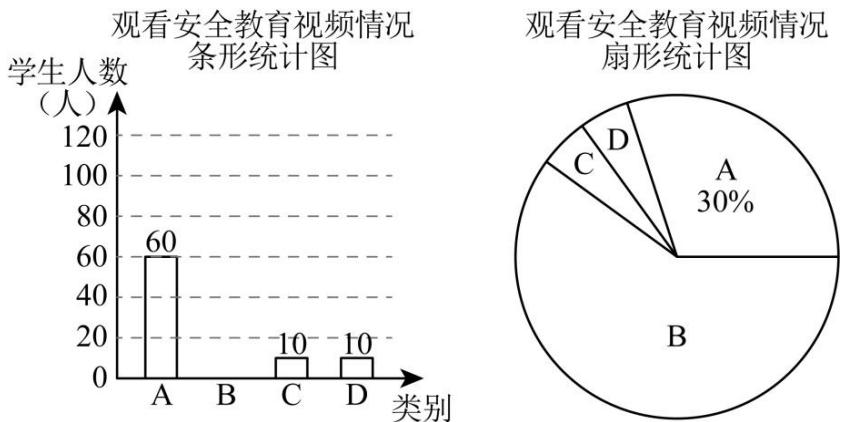 观看安全教育视频情况
条形统计图
学生人数
(人)
120
100
80
60
40
20
0
60
10
10
A
B
C
D
类别
观看安全教育视频情况
扇形统计图
A
30%
B
C
D